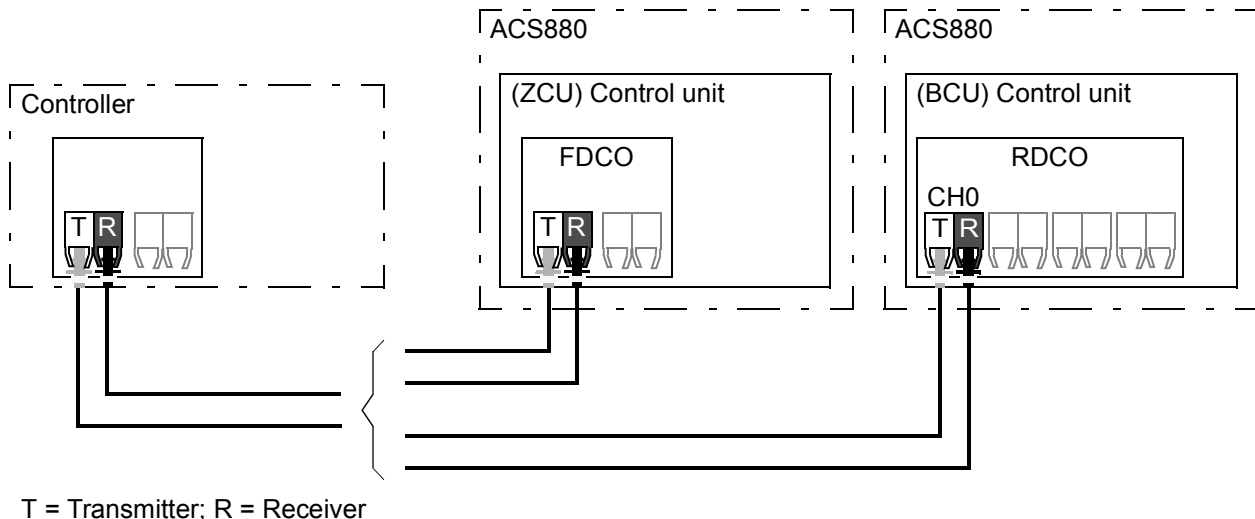 ACS880
ACS880
Controller
(ZCU) Control unit
(BCU) Control unit
FDCO
RDCO
CH0
T R
T R
T R
T = Transmitter; R = Receiver